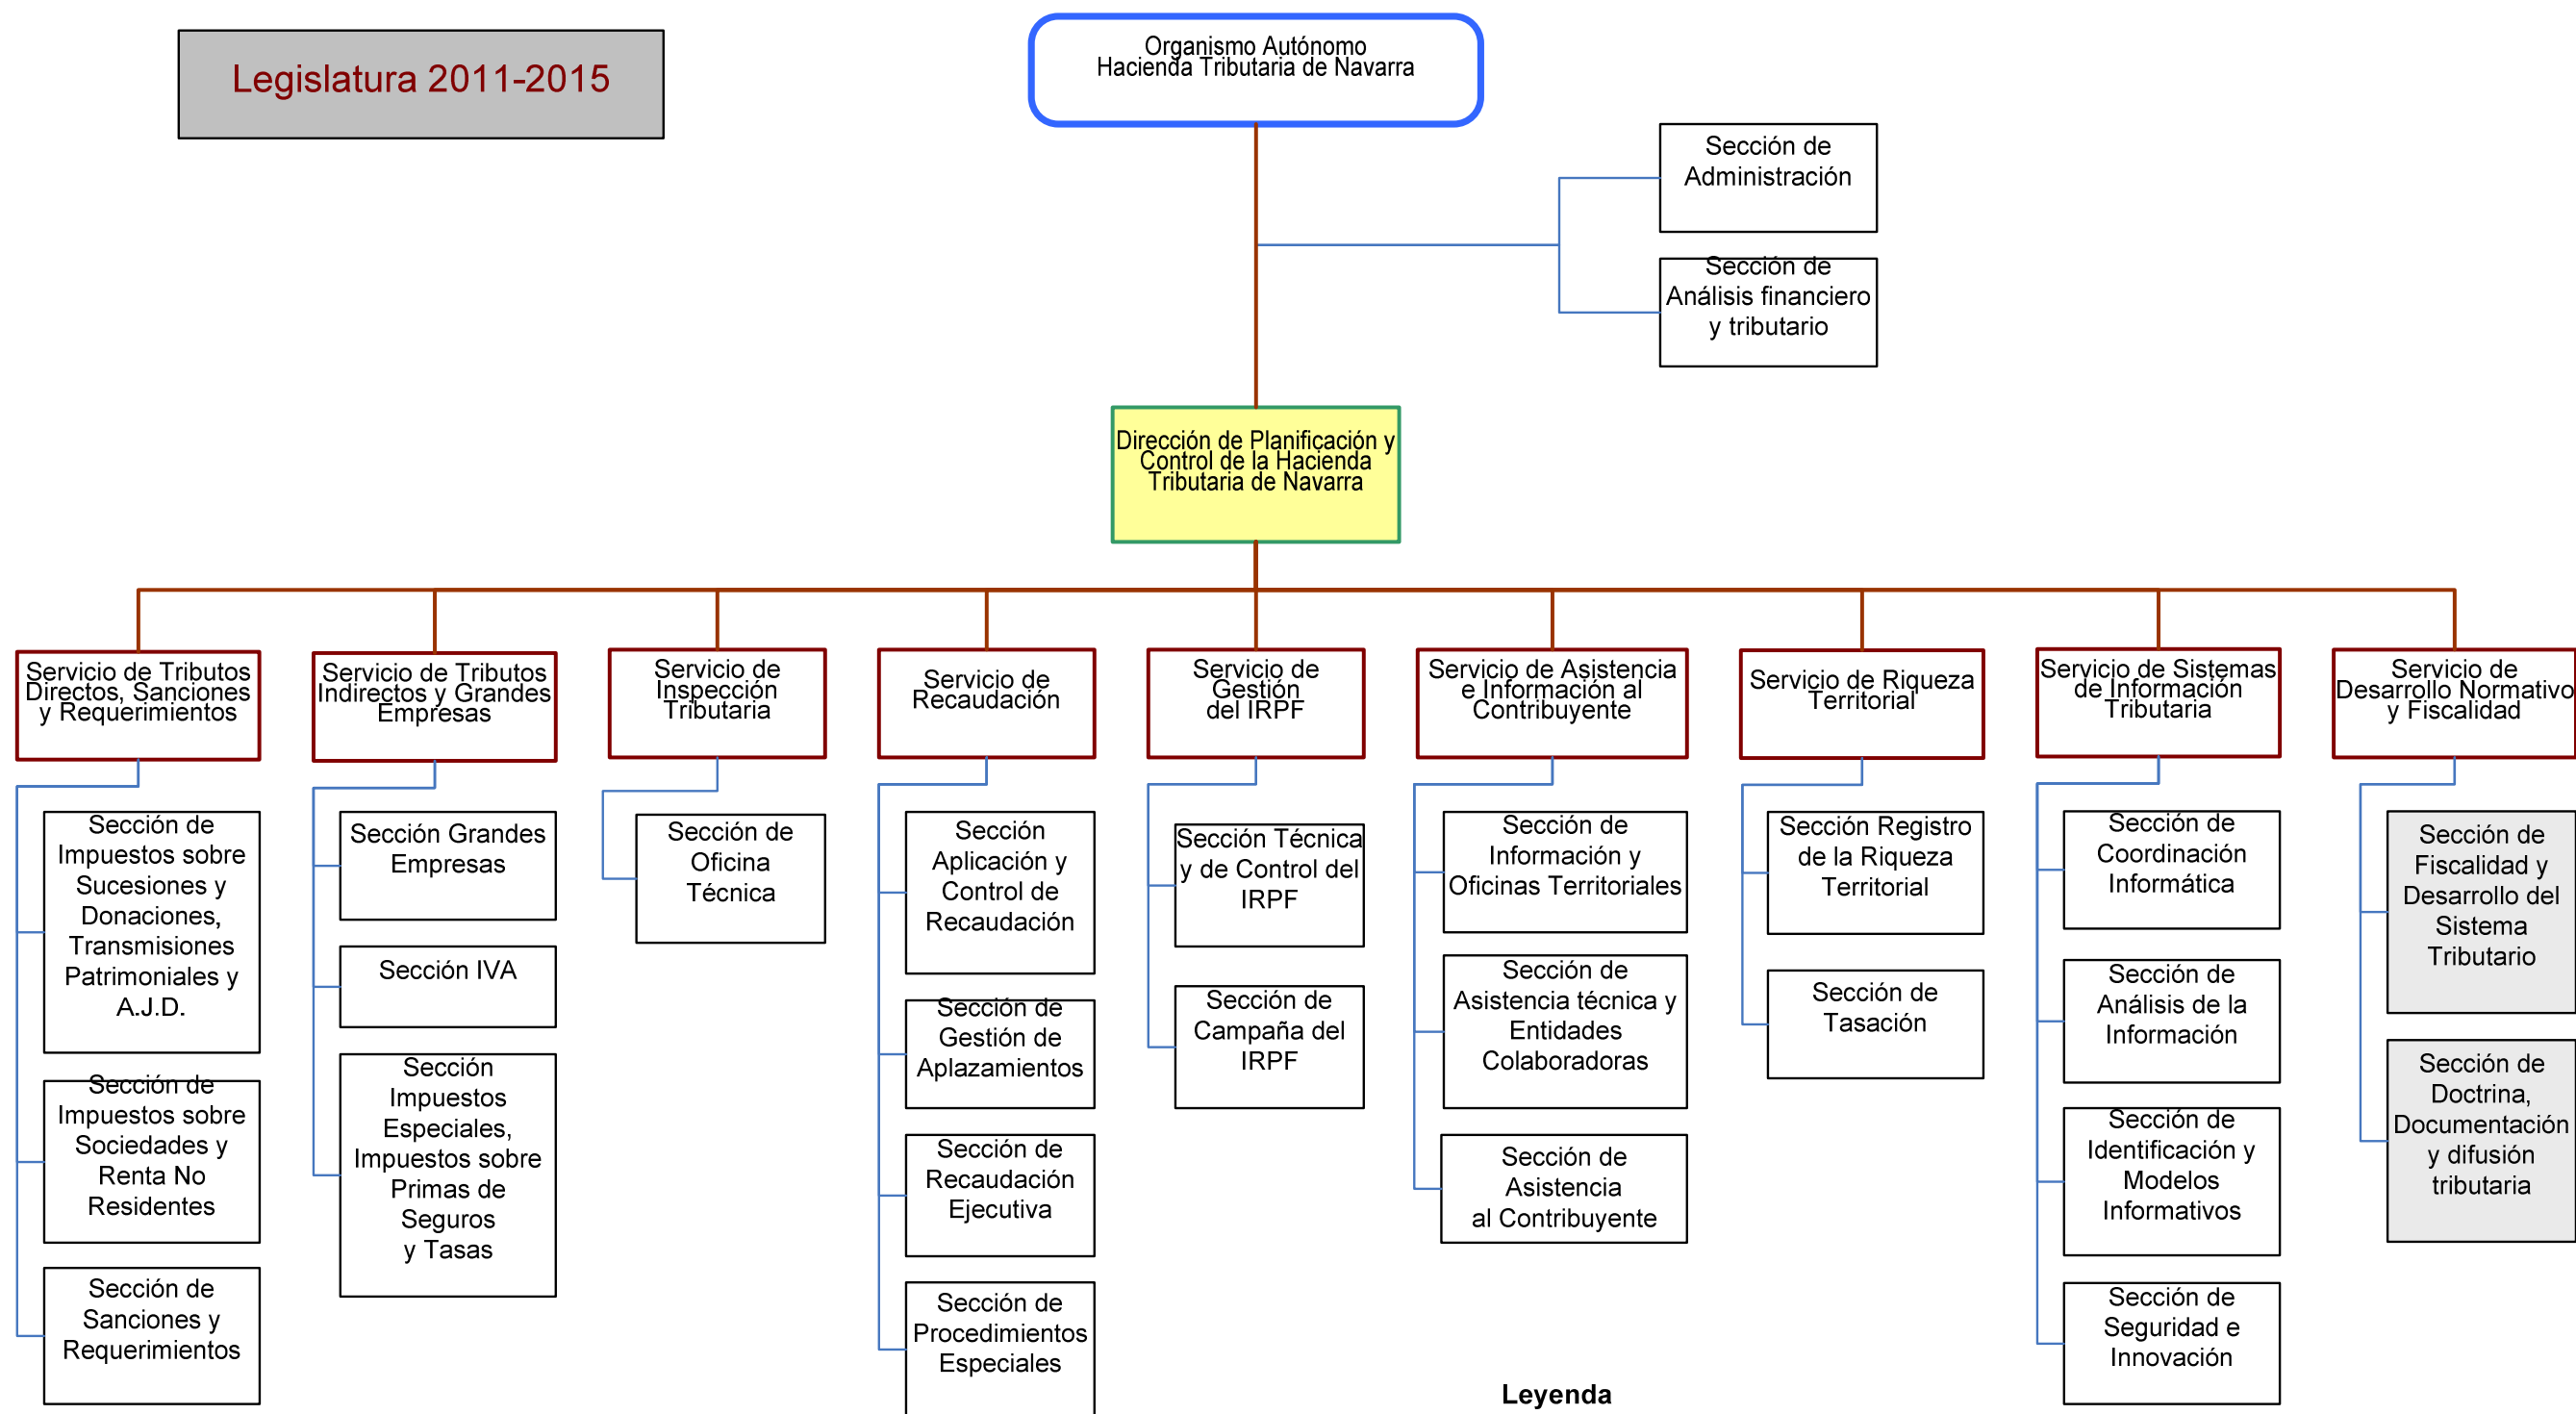 Legislatura 2011-2015
Organismo Autónomo
Hacienda Tributaria de Navarra
Sección de
Administración
Sección de
Análisis financiero
y tributario
Dirección de Planificación y
Control de la Hacienda
Tributaria de Navarra
Servicio de Tributos
Directos, Sanciones
y Requerimientos
Servicio de Tributos
Indirectos y Grandes
Empresas
Servicio de
Inspección
Tributaria
Servicio de
Recaudación
Servicio de
Gestión
del IRPF
Servicio de Asistencia
e Información al
Contribuyente
Servicio de Riqueza
Territorial
Servicio de Sistemas
de Información
Tributaria
Servicio de
Desarrollo Normativo
y Fiscalidad
Sección de
Impuestos sobre
Sucesiones y
Donaciones,
Transmisiones
Patrimoniales y
A.J.D.
Sección de
Impuestos sobre
Sociedades y
Renta No
Residentes
Sección de
Sanciones y
Requerimientos
Sección Grandes
Empresas
Sección IVA
Sección
Impuestos
Especiales,
Impuestos sobre
Primas de
Seguros
y Tasas
Sección de
Oficina
Técnica
Sección
Aplicación y
Control de
Recaudación
Sección de
Gestión de
Aplazamientos
Sección de
Recaudación
Ejecutiva
Sección de
Procedimientos
Especiales
Sección Técnica
y de Control del
IRPF
Sección de
Campaña del
IRPF
Sección de
Información y
Oficinas Territoriales
Sección de
Asistencia técnica y
Entidades
Colaboradoras
Sección de
Asistencia
al Contribuyente
Sección Registro
de la Riqueza
Territorial
Sección de
Tasación
Sección de
Coordinación
Informática
Sección de
Análisis de la
Información
Sección de
Identificación y
Modelos
Informativos
Sección de
Seguridad e
Innovación
Sección de
Fiscalidad y
Desarrollo del
Sistema
Tributario
Sección de
Doctrina,
Documentación
y difusión
tributaria
Leyenda